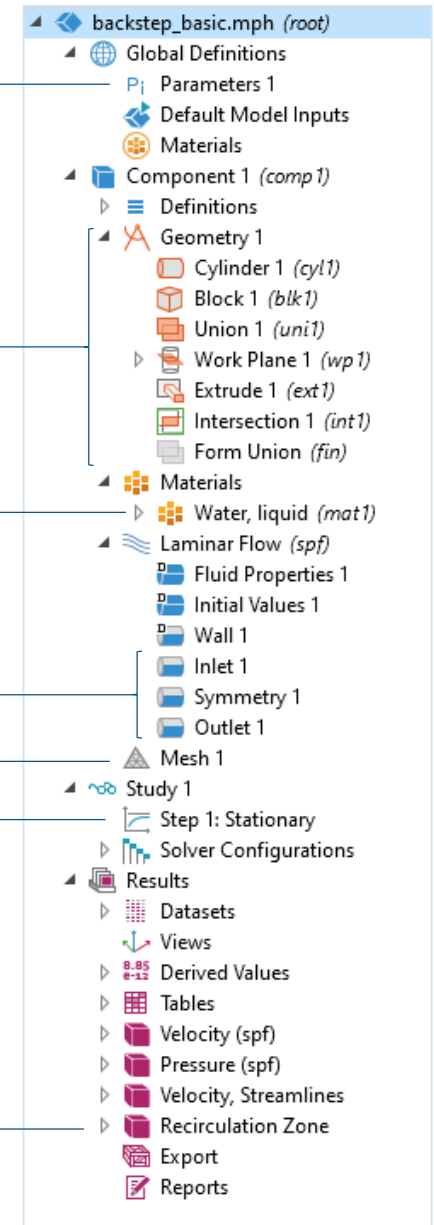 backstep_basic.mph (root)
Global Definitions
Pi Parameters 1
Default Model Inputs
Materials
Component 1 (comp1)
Definitions
Geometry 1
Cylinder 1 (cyl1)
Block 1 (blk1)
Union 1 (uni1)
Work Plane 1 (wp1)
Extrude 1 (ext1)
Intersection 1 (int1)
Form Union (fin)
Materials
Water, liquid (mat1)
Laminar Flow (spf)
D Fluid Properties 1
D Initial Values 1
D Wall 1
Inlet 1
Symmetry 1
Outlet 1
Mesh 1
Study 1
Step 1: Stationary
Solver Configurations
Results
Datasets
Views
8.85 e-12 Derived Values
Tables
Velocity (spf)
Pressure (spf)
Velocity, Streamlines
Recirculation Zone
Export
Reports